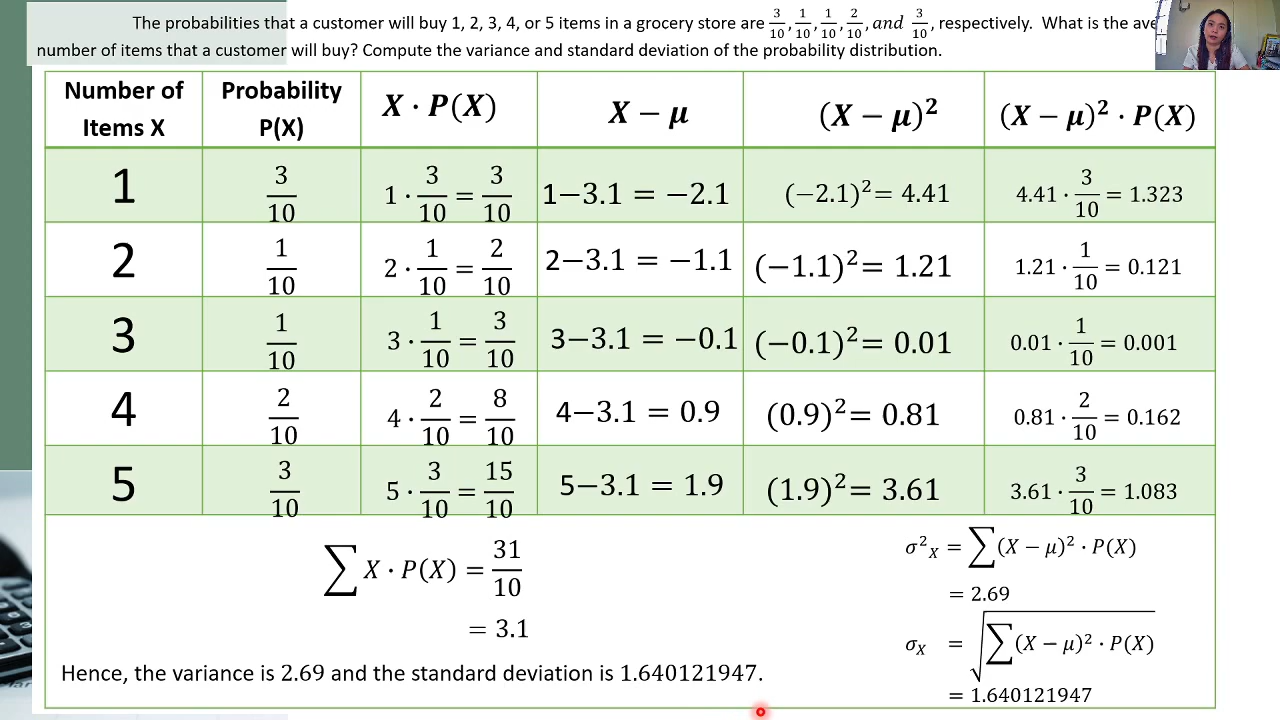 The probabilities that a customer will buy 1, 2, 3, 4, or 5 items in a grocery store are 3/10, 1/10, 1/10, 2/10, and 3/10, respectively. What is the
number of items that a customer will buy? Compute the variance and standard deviation of the probability distribution.
Number of Items X | Probability P(X) | X · P(X) | X − μ | (X − μ)² | (X − μ)² · P(X)
1 | 3/10 | 1 · 3/10 = 3/10 | 1−3.1 = −2.1 | (−2.1)² = 4.41 | 4.41 · 3/10 = 1.323
2 | 1/10 | 2 · 1/10 = 2/10 | 2−3.1 = −1.1 | (−1.1)² = 1.21 | 1.21 · 1/10 = 0.121
3 | 1/10 | 3 · 1/10 = 3/10 | 3−3.1 = −0.1 | (−0.1)² = 0.01 | 0.01 · 1/10 = 0.001
4 | 2/10 | 4 · 2/10 = 8/10 | 4−3.1 = 0.9 | (0.9)² = 0.81 | 0.81 · 2/10 = 0.162
5 | 3/10 | 5 · 3/10 = 15/10 | 5−3.1 = 1.9 | (1.9)² = 3.61 | 3.61 · 3/10 = 1.083
∑ X · P(X) = 31/10
= 3.1
σ²X = ∑(X − μ)² · P(X)
= 2.69
σX = √∑(X − μ)² · P(X)
= 1.640121947
Hence, the variance is 2.69 and the standard deviation is 1.640121947.